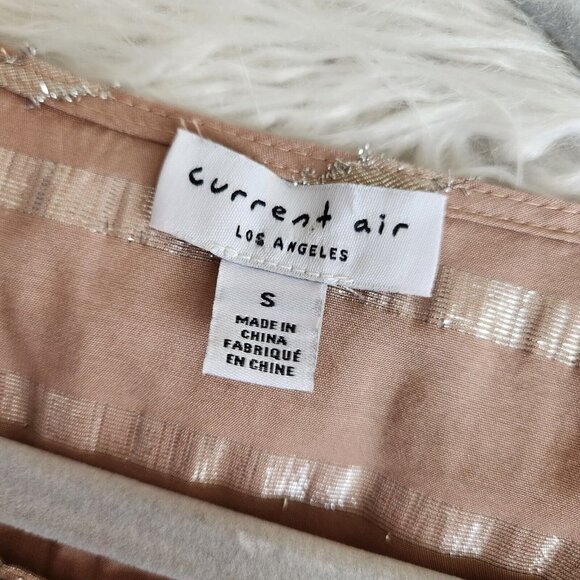 current air
LOS ANGELES
S
MADE IN
CHINA
FABRIQUÉ
EN CHINE